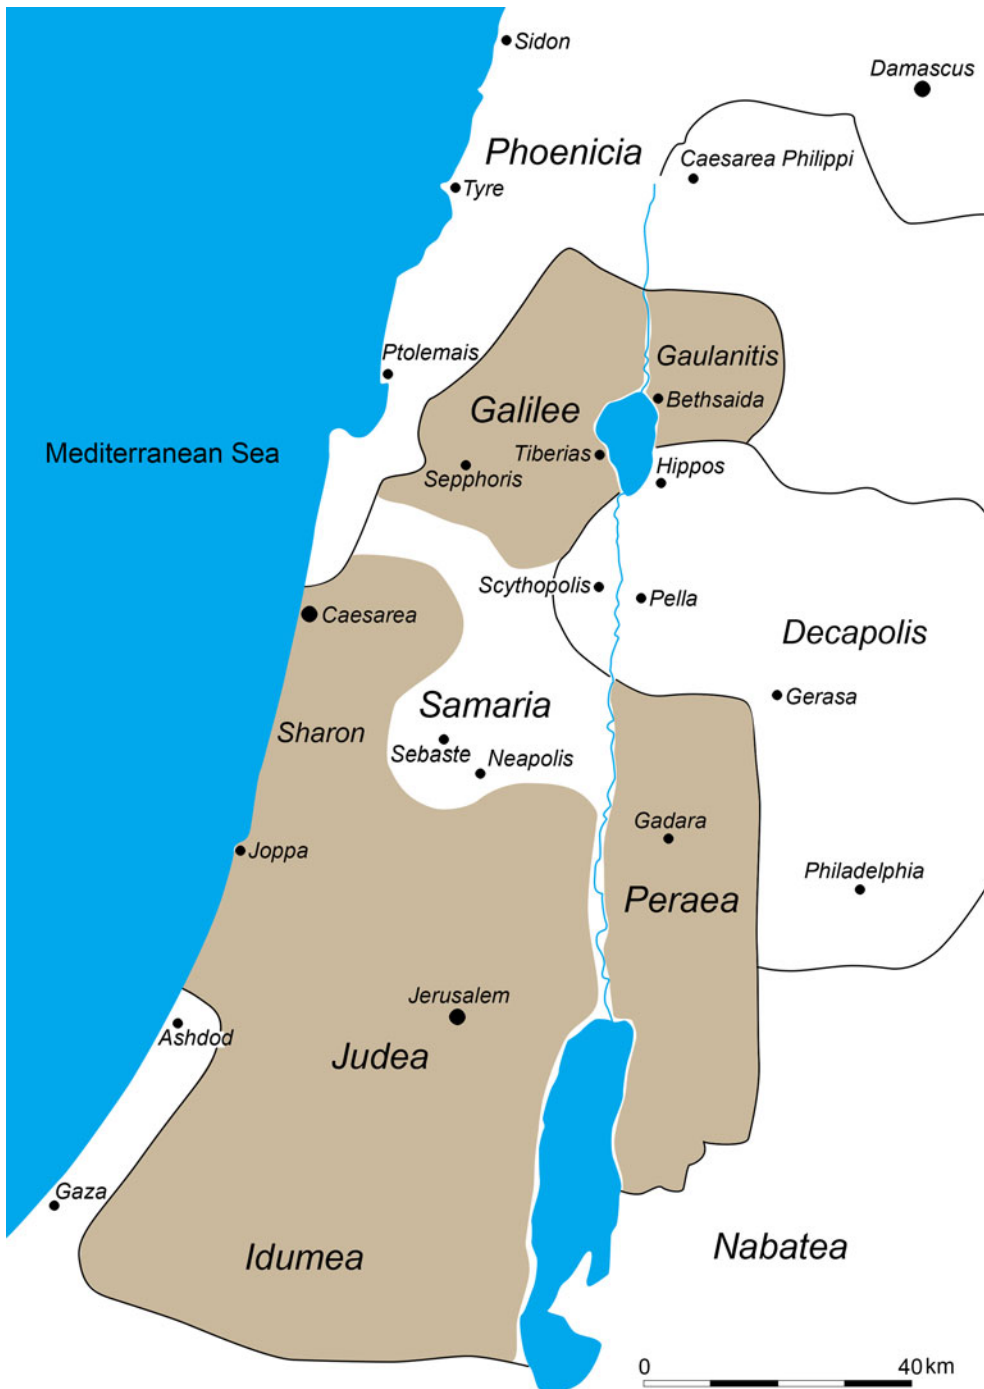 Sidon
Damascus
Phoenicia
Caesarea Philippi
Tyre
Ptolemais
Gaulanitis
Galilee
Bethsaida
Mediterranean Sea
Tiberias
Hippos
Sepphoris
Scythopolis
Pella
Caesarea
Decapolis
Samaria
Gerasa
Sharon
Sebaste
Neapolis
Gadara
Joppa
Philadelphia
Peraea
Jerusalem
Ashdod
Judea
Gaza
Nabatea
Idumea
0 40 km